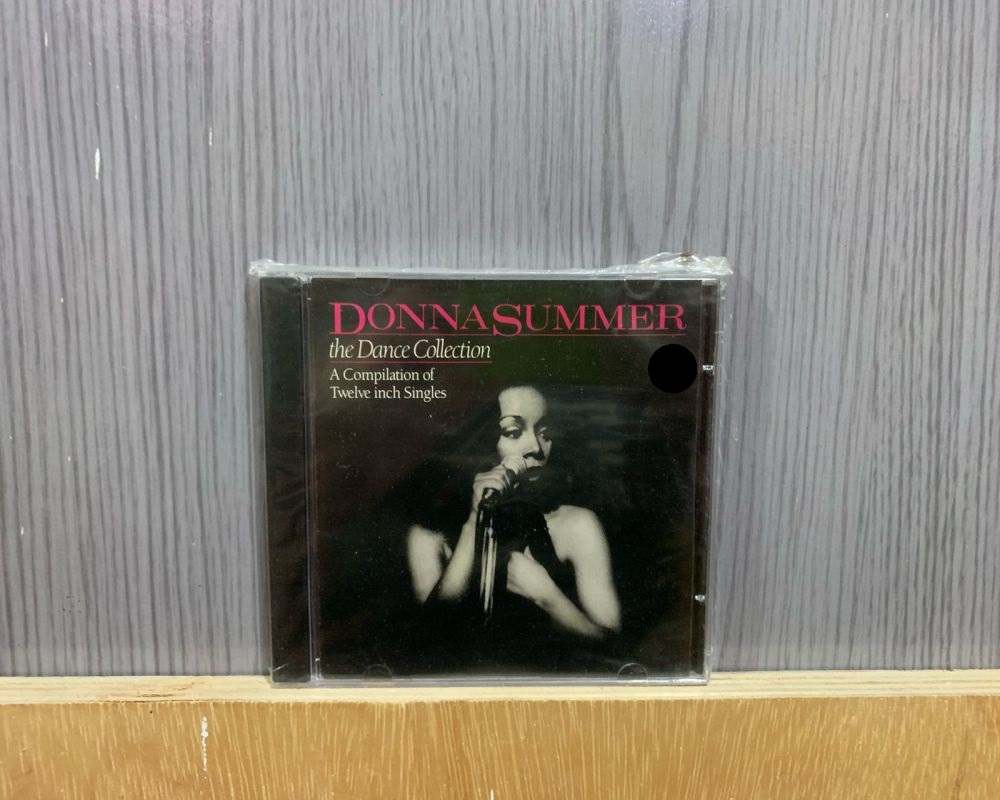 DONNA SUMMER
the Dance Collection
A Compilation of
Twelve inch Singles